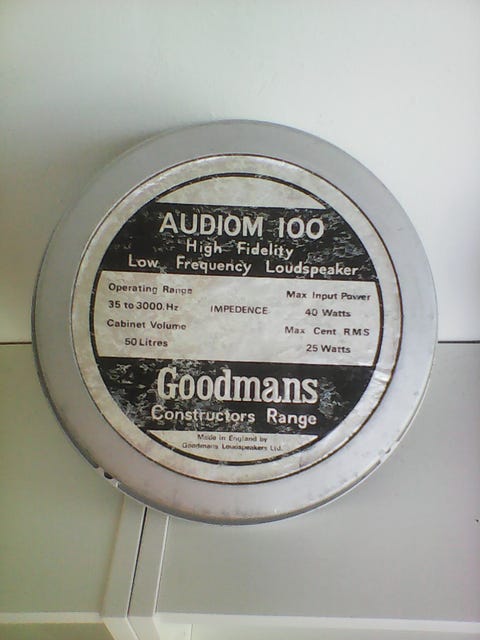 AUDIOM 100
High Fidelity
Low Frequency Loudspeaker
Operating Range
35 to 3000.Hz
Cabinet Volume
50 Litres
IMPEDENCE
Max Input Power
40 Watts
Max Cent RMS
25 Watts
Goodmans
Constructors Range
Made in England by
Goodmans Loudspeakers Ltd.